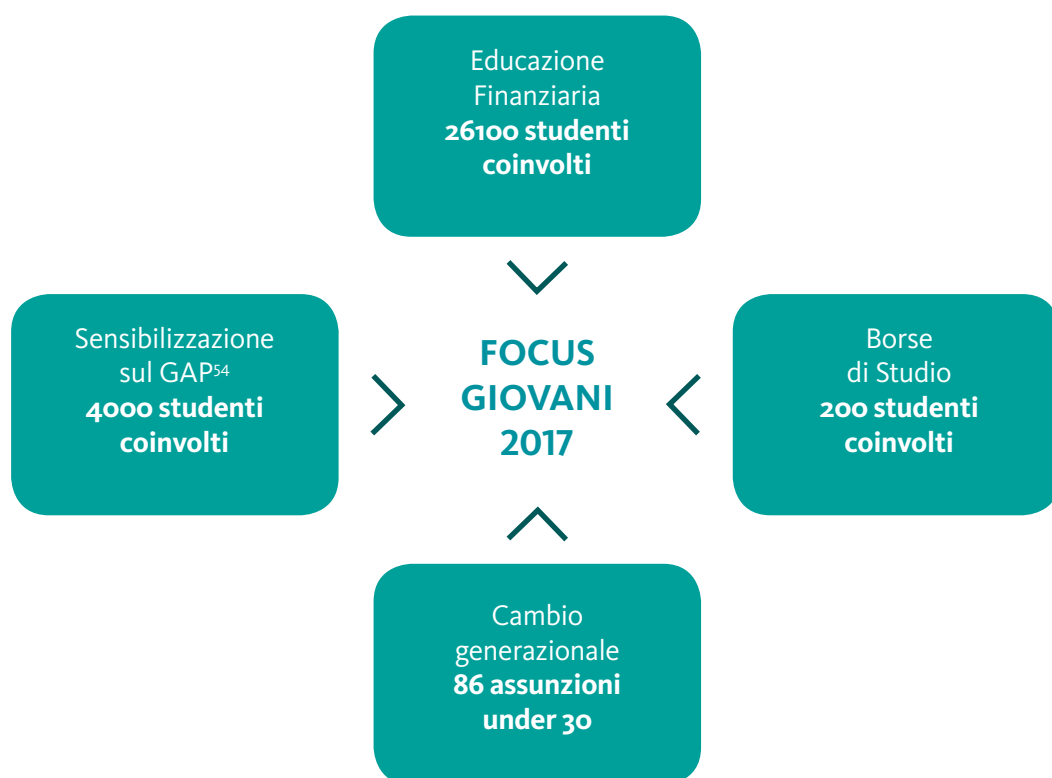 Educazione
Finanziaria
26100 studenti
coinvolti
Sensibilizzazione
sul GAP⁵⁴
4000 studenti
coinvolti
FOCUS
GIOVANI
2017
Borse
di Studio
200 studenti
coinvolti
Cambio
generazionale
86 assunzioni
under 30